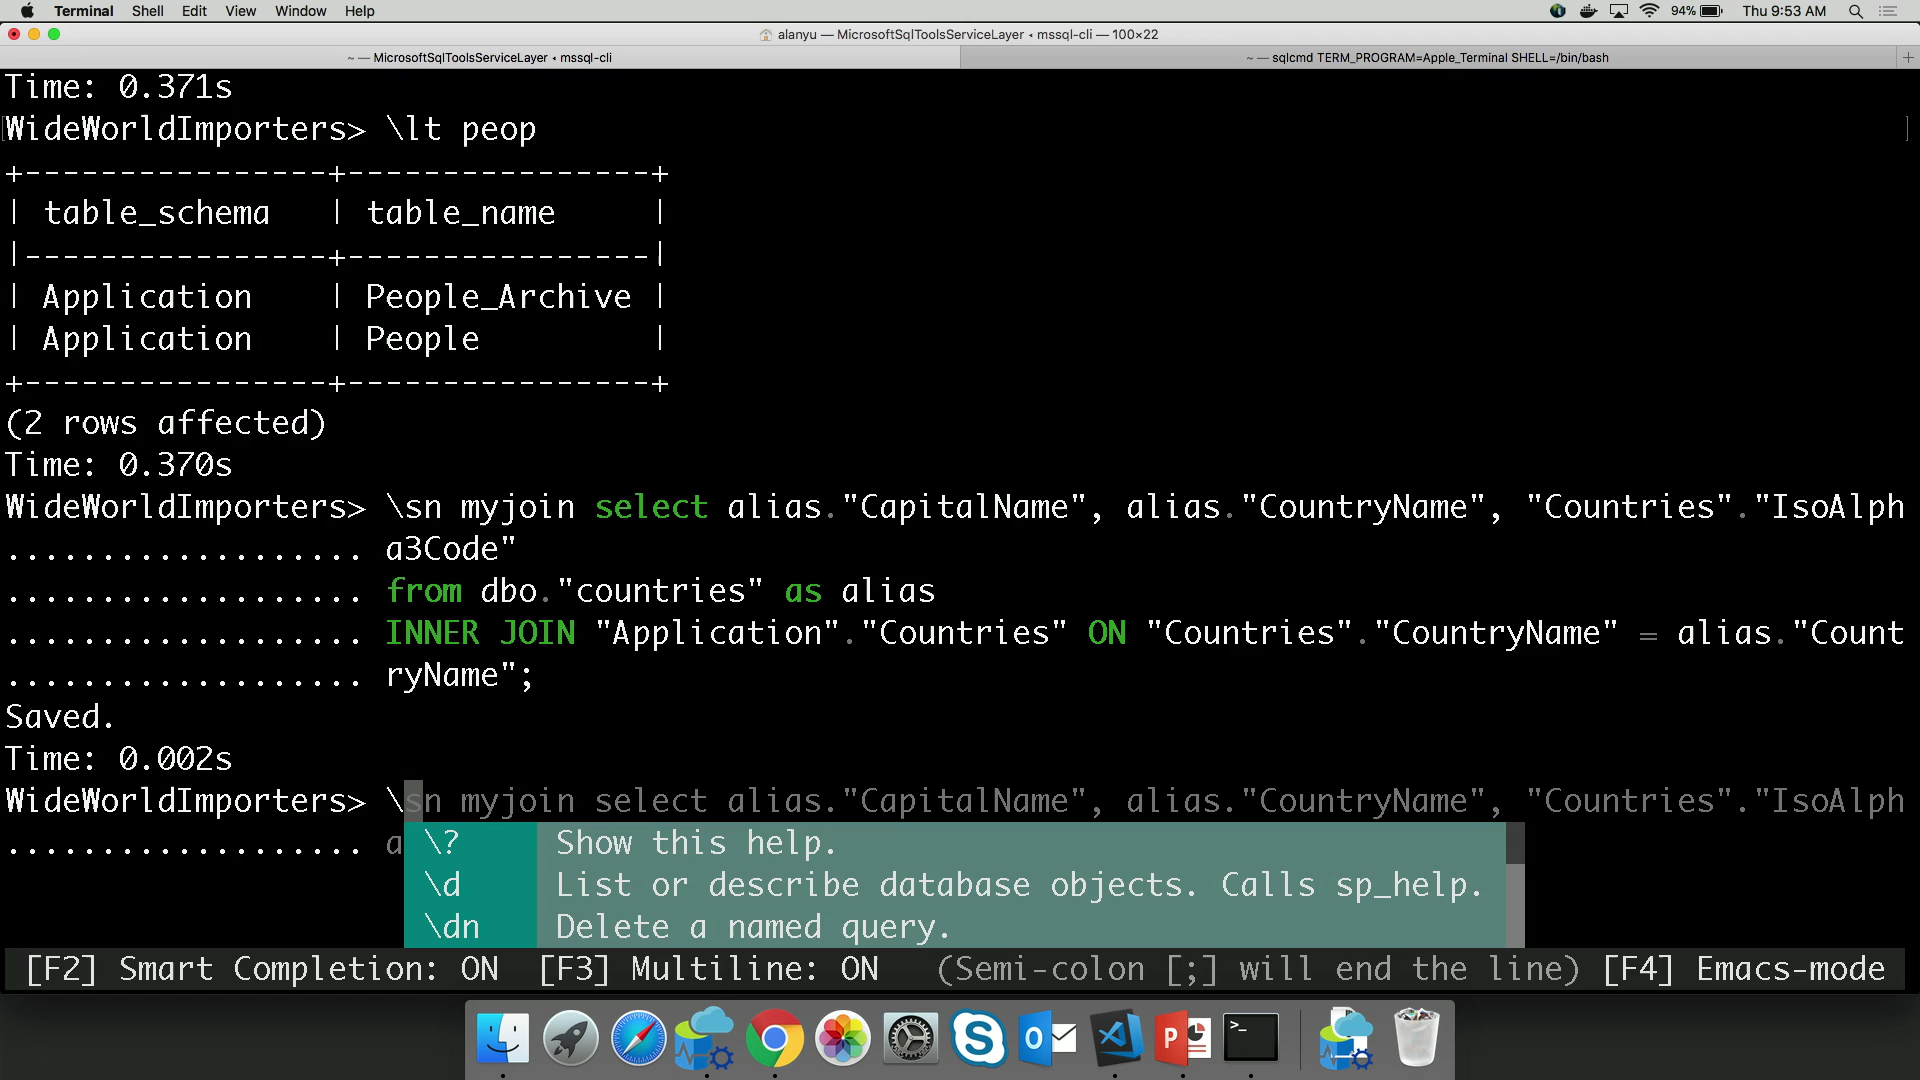 Terminal Shell Edit View Window Help 94% Thu 9:53 AM
alanyu — MicrosoftSqlToolsServiceLayer ◂ mssql-cli — 100×22
~ — MicrosoftSqlToolsServiceLayer ◂ mssql-cli ~ — sqlcmd TERM_PROGRAM=Apple_Terminal SHELL=/bin/bash +
Time: 0.371s
WideWorldImporters> \lt peop
+----------------+----------------+
| table_schema   | table_name     |
|----------------+----------------|
| Application    | People_Archive |
| Application    | People         |
+----------------+----------------+
(2 rows affected)
Time: 0.370s
WideWorldImporters> \sn myjoin select alias."CapitalName", alias."CountryName", "Countries"."IsoAlph
................... a3Code"
................... from dbo."countries" as alias
................... INNER JOIN "Application"."Countries" ON "Countries"."CountryName" = alias."Count
................... ryName";
Saved.
Time: 0.002s
WideWorldImporters> \sn myjoin select alias."CapitalName", alias."CountryName", "Countries"."IsoAlph
................... a \? Show this help.
\d List or describe database objects. Calls sp_help.
\dn Delete a named query.
[F2] Smart Completion: ON [F3] Multiline: ON (Semi-colon [;] will end the line) [F4] Emacs-mode